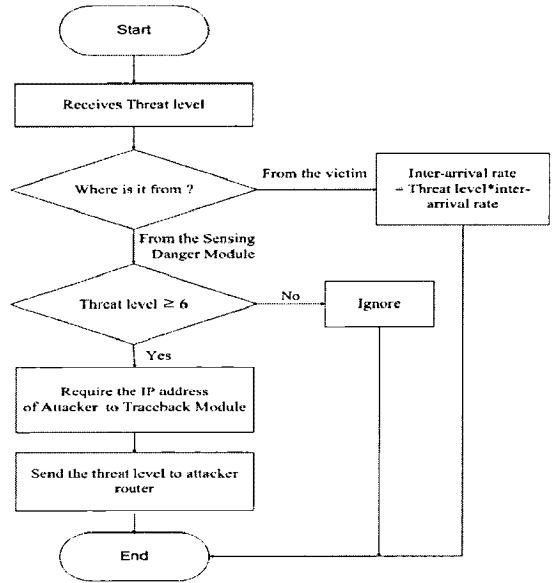 Start
Receives Threat level
Where is it from ?
From the victim
Inter-arrival rate
= Threat level*inter-
arrival rate
From the Sensing
Danger Module
Threat level ≥ 6
No
Ignore
Yes
Require the IP address
of Attacker to Traceback Module
Send the threat level to attacker
router
End